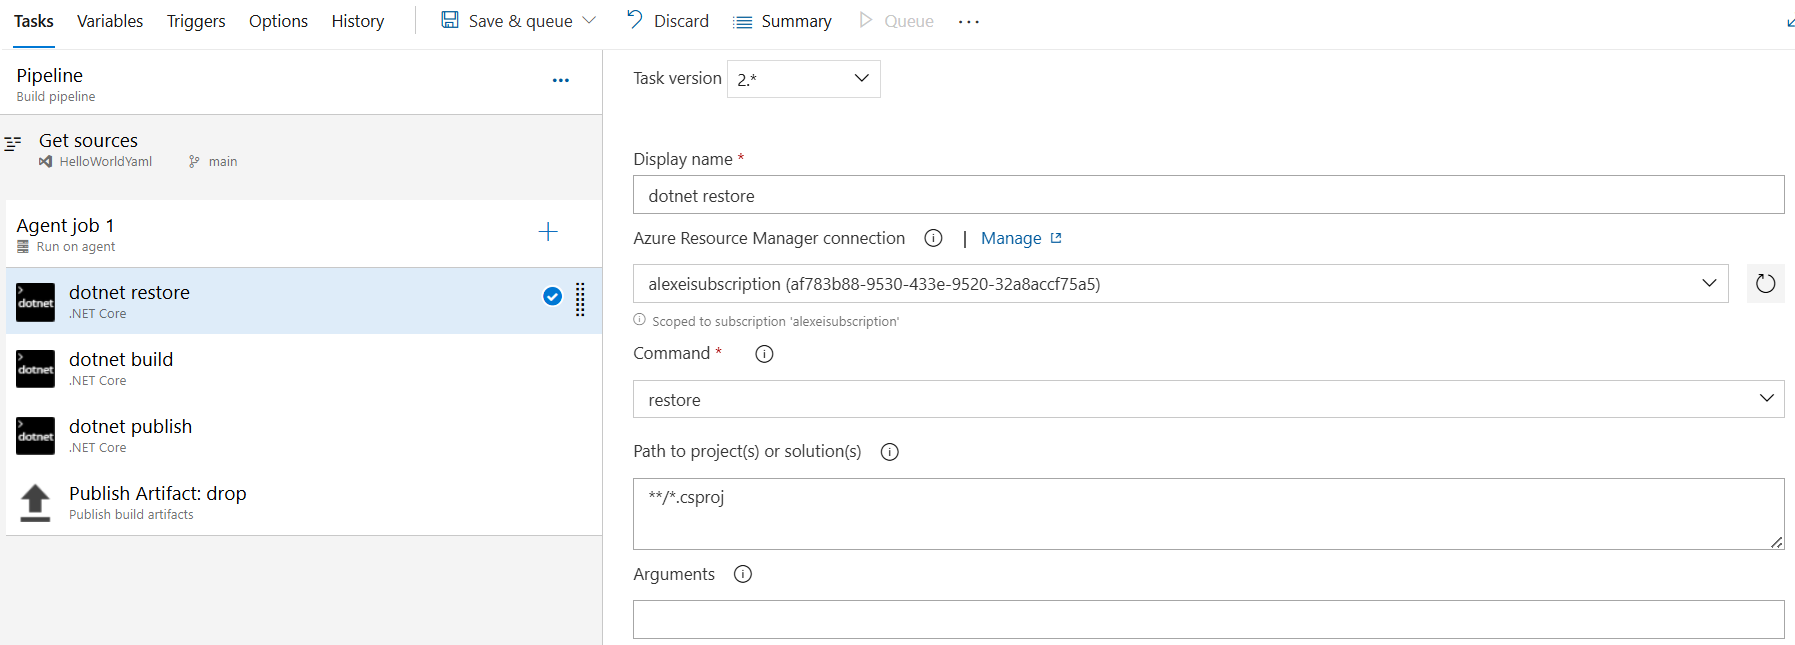 Tasks Variables Triggers Options History Save & queue Discard Summary Queue ...
Pipeline
Build pipeline
Get sources
HelloWorldYaml main
Agent job 1
Run on agent
dotnet
dotnet restore
.NET Core
dotnet
dotnet build
.NET Core
dotnet
dotnet publish
.NET Core
Publish Artifact: drop
Publish build artifacts
Task version 2.*
Display name *
dotnet restore
Azure Resource Manager connection | Manage
alexeisubscription (af783b88-9530-433e-9520-32a8accf75a5)
Scoped to subscription 'alexeisubscription'
Command *
restore
Path to project(s) or solution(s)
**/*.csproj
Arguments